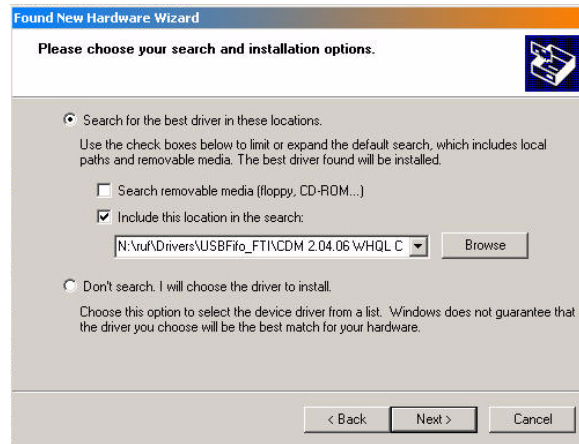 Found New Hardware Wizard
Please choose your search and installation options.
Search for the best driver in these locations.
Use the check boxes below to limit or expand the default search, which includes local
paths and removable media. The best driver found will be installed.
Search removable media (floppy, CD-ROM...)
Include this location in the search:
N:\ruf\Drivers\USBFifo_FTI\CDM 2.04.06 WHQL C
Browse
Don't search. I will choose the driver to install.
Choose this option to select the device driver from a list. Windows does not guarantee that
the driver you choose will be the best match for your hardware.
< Back
Next >
Cancel